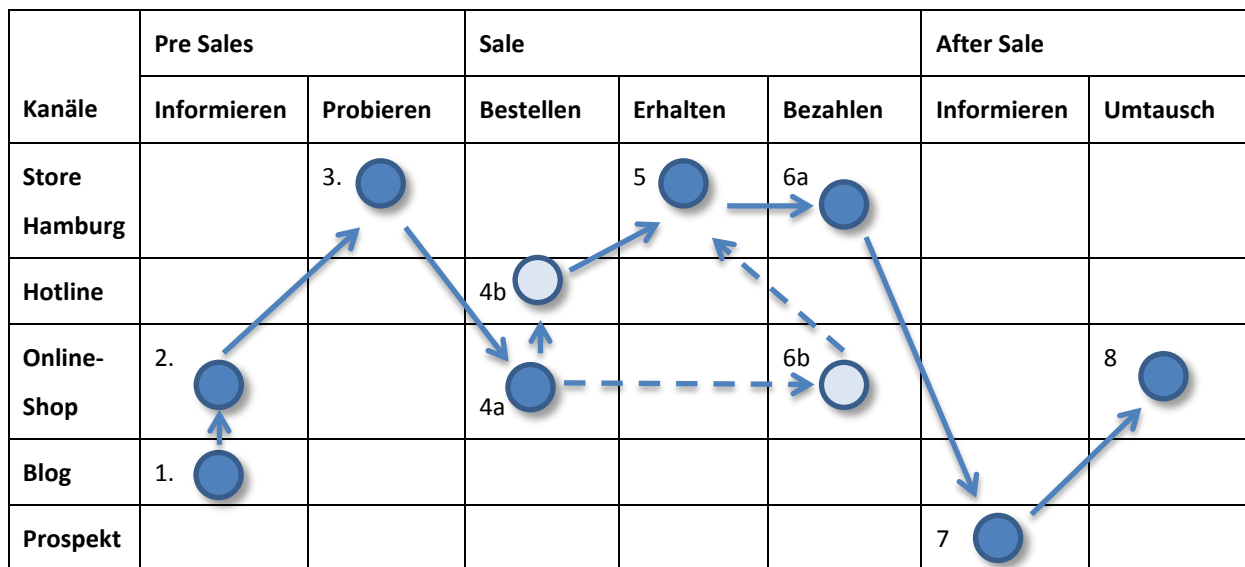 Pre Sales Sale After Sale
Kanäle Informieren Probieren Bestellen Erhalten Bezahlen Informieren Umtausch
Store 3. 5 6a
Hamburg
Hotline 4b
Online- 2. 6b 8
Shop 4a
Blog 1.
Prospekt 7